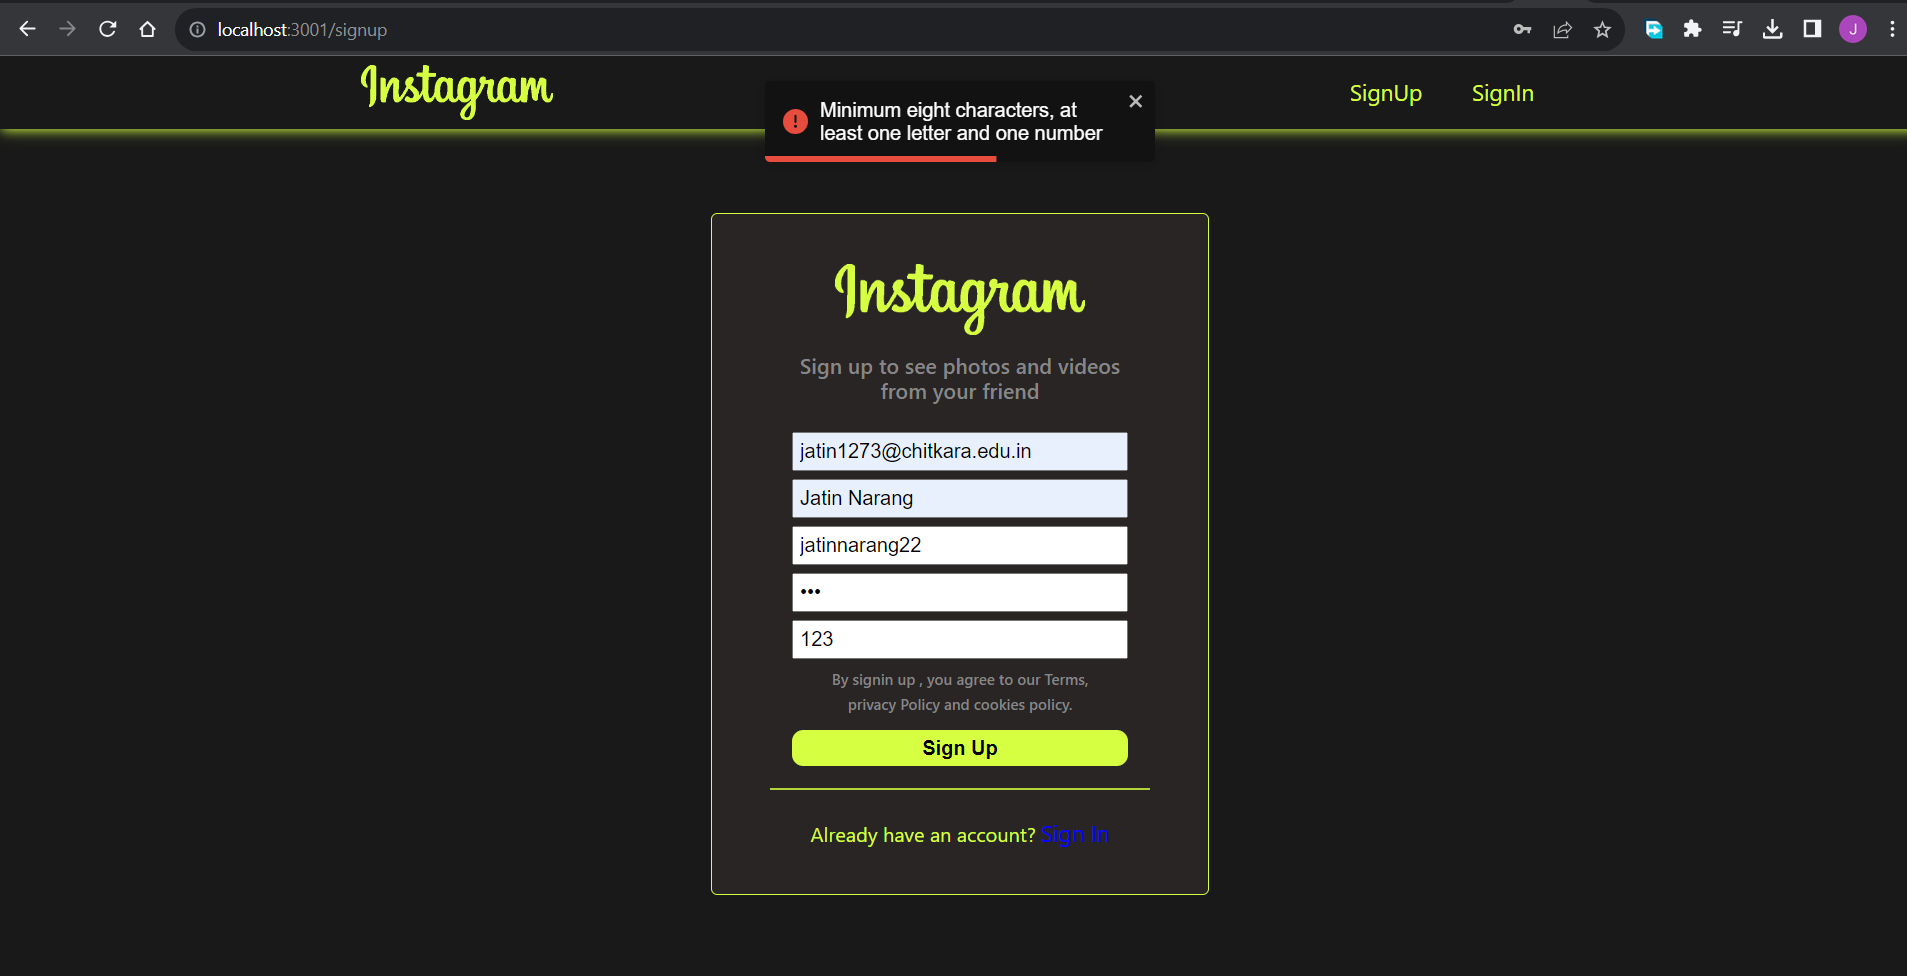 localhost:3001/signup
J
Instagram
SignUp
SignIn
Minimum eight characters, at
least one letter and one number
Instagram
Sign up to see photos and videos
from your friend
jatin1273@chitkara.edu.in
Jatin Narang
jatinnarang22
•••
123
By signin up , you agree to our Terms,
privacy Policy and cookies policy.
Sign Up
Already have an account? Sign In